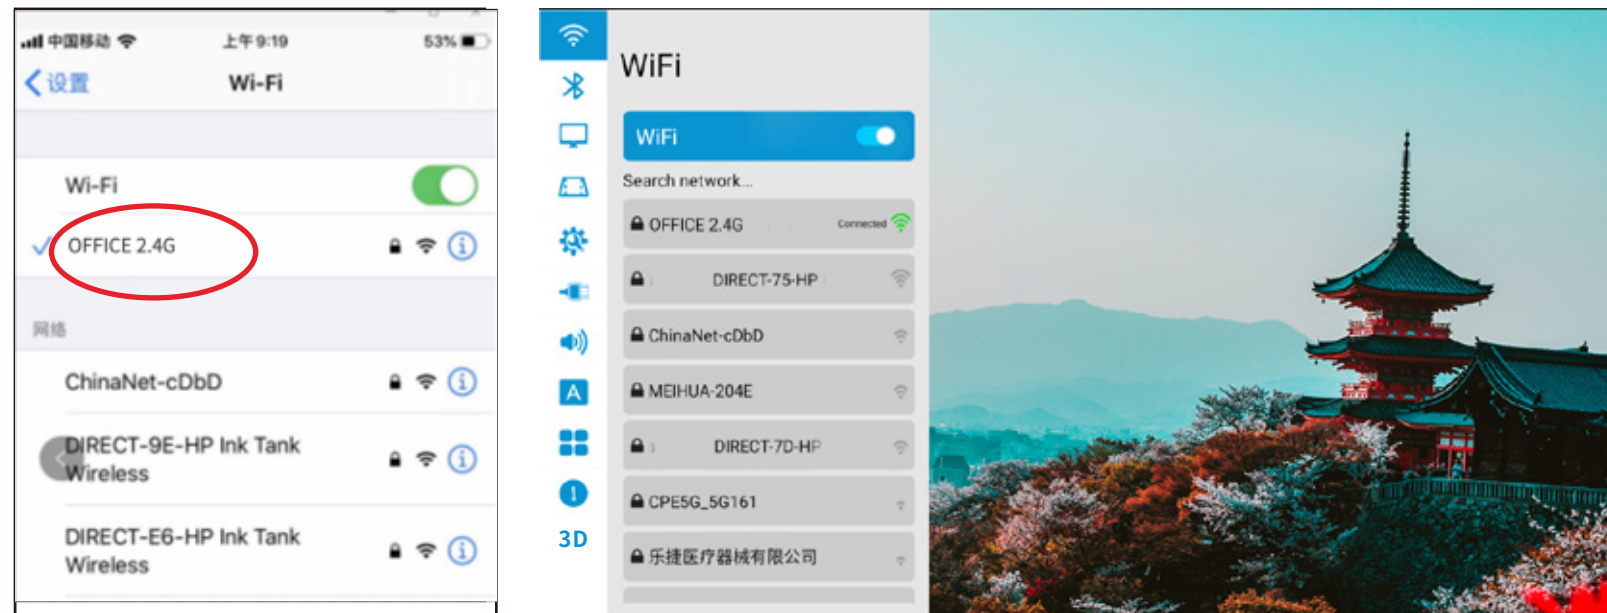 中国移动
上午 9:19
53%
设置
Wi-Fi
Wi-Fi
OFFICE 2.4G
网络
ChinaNet-cDbD
DIRECT-9E-HP Ink Tank
Wireless
DIRECT-E6-HP Ink Tank
Wireless
WiFi
WiFi
Search network...
OFFICE 2.4G
Connected
DIRECT-75-HP
ChinaNet-cDbD
MEIHUA-204E
DIRECT-7D-HP
CPE5G_5G161
乐捷医疗器械有限公司
A
3D